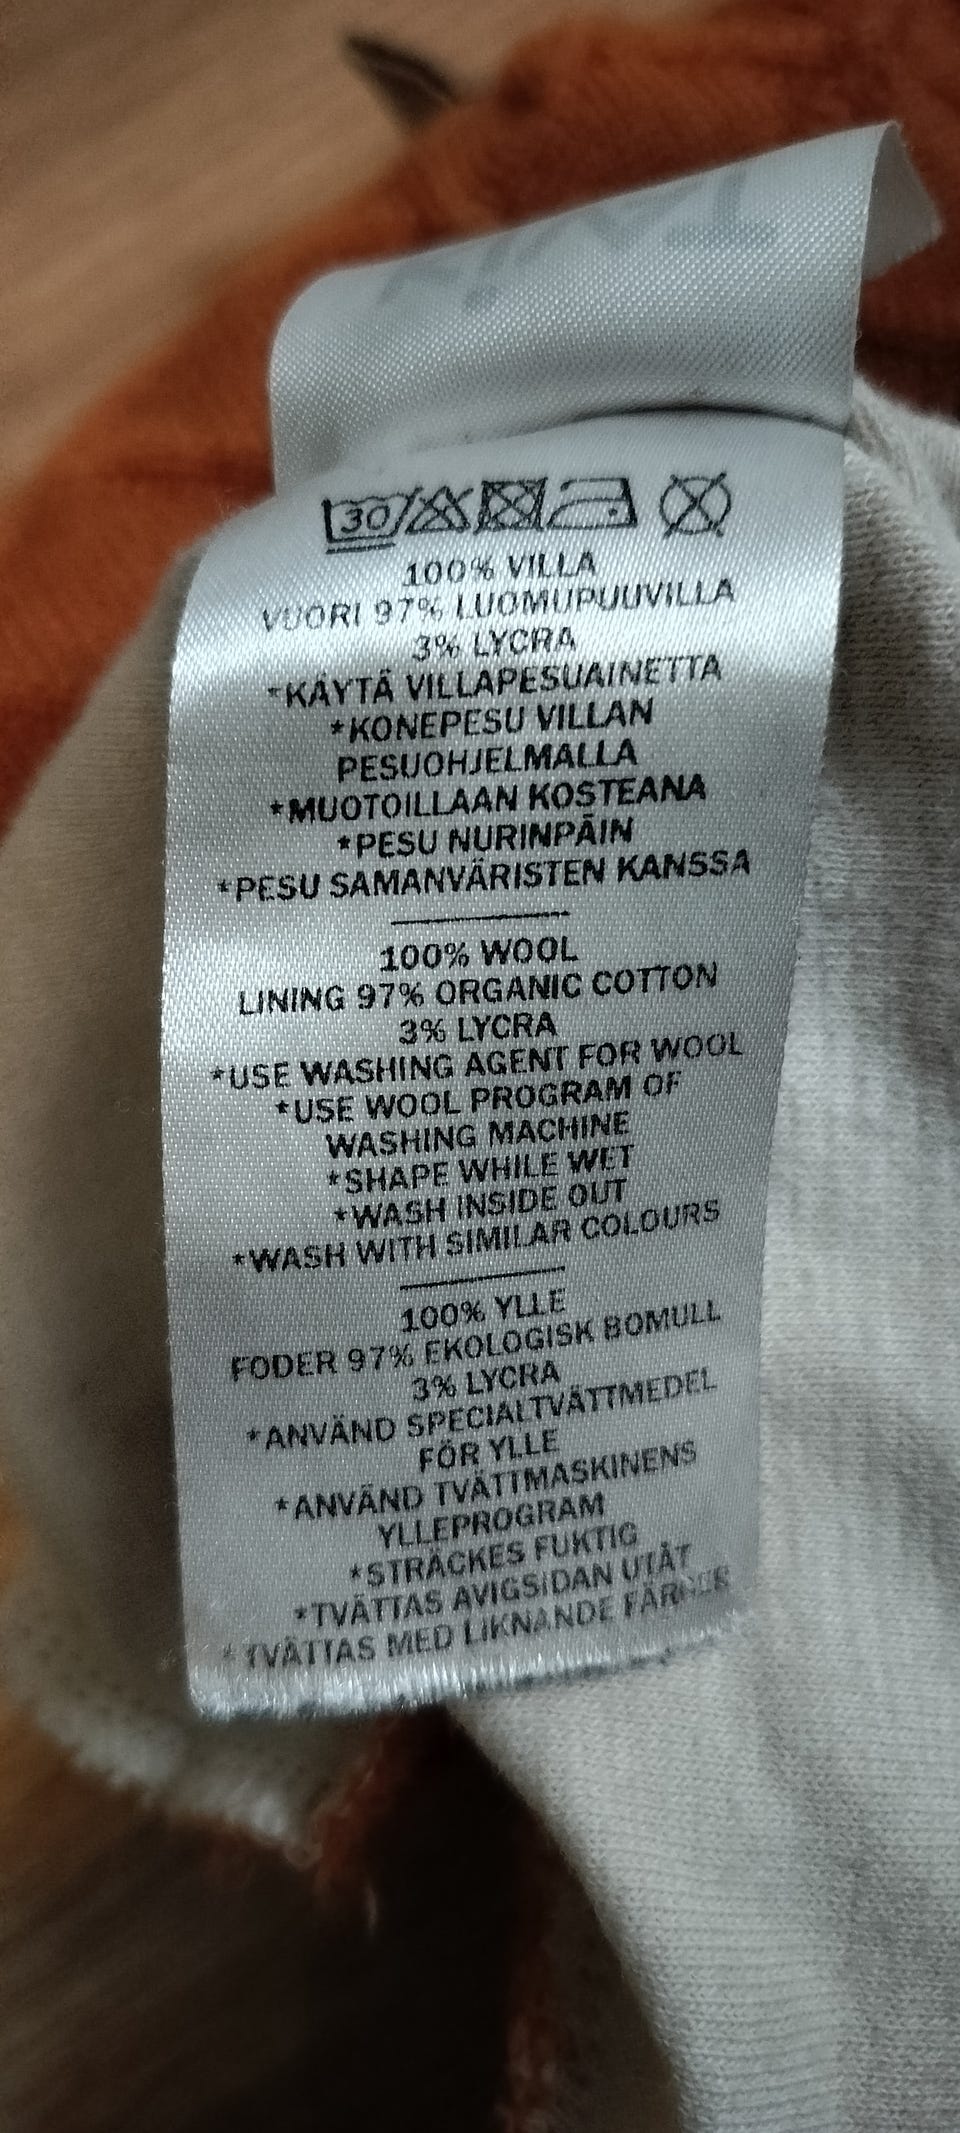 30
100% VILLA
VUORI 97% LUOMUPUUVILLA
3% LYCRA
*KÄYTÄ VILLAPESUAINETTA
*KONEPESU VILLAN
PESUOHJELMALLA
*MUOTOILLAAN KOSTEANA
*PESU NURINPÄIN
*PESU SAMANVÄRISTEN KANSSA
100% WOOL
LINING 97% ORGANIC COTTON
3% LYCRA
*USE WASHING AGENT FOR WOOL
*USE WOOL PROGRAM OF
WASHING MACHINE
*SHAPE WHILE WET
*WASH INSIDE OUT
*WASH WITH SIMILAR COLOURS
100% YLLE
FODER 97% EKOLOGISK BOMULL
3% LYCRA
*ANVÄND SPECIALTVÄTTMEDEL
FÖR YLLE
*ANVÄND TVÄTTMASKINENS
YLLEPROGRAM
*STRÄCKES FUKTIG
*TVÄTTAS AVIGSIDAN UTÅT
*TVÄTTAS MED LIKNANDE FÄRGER